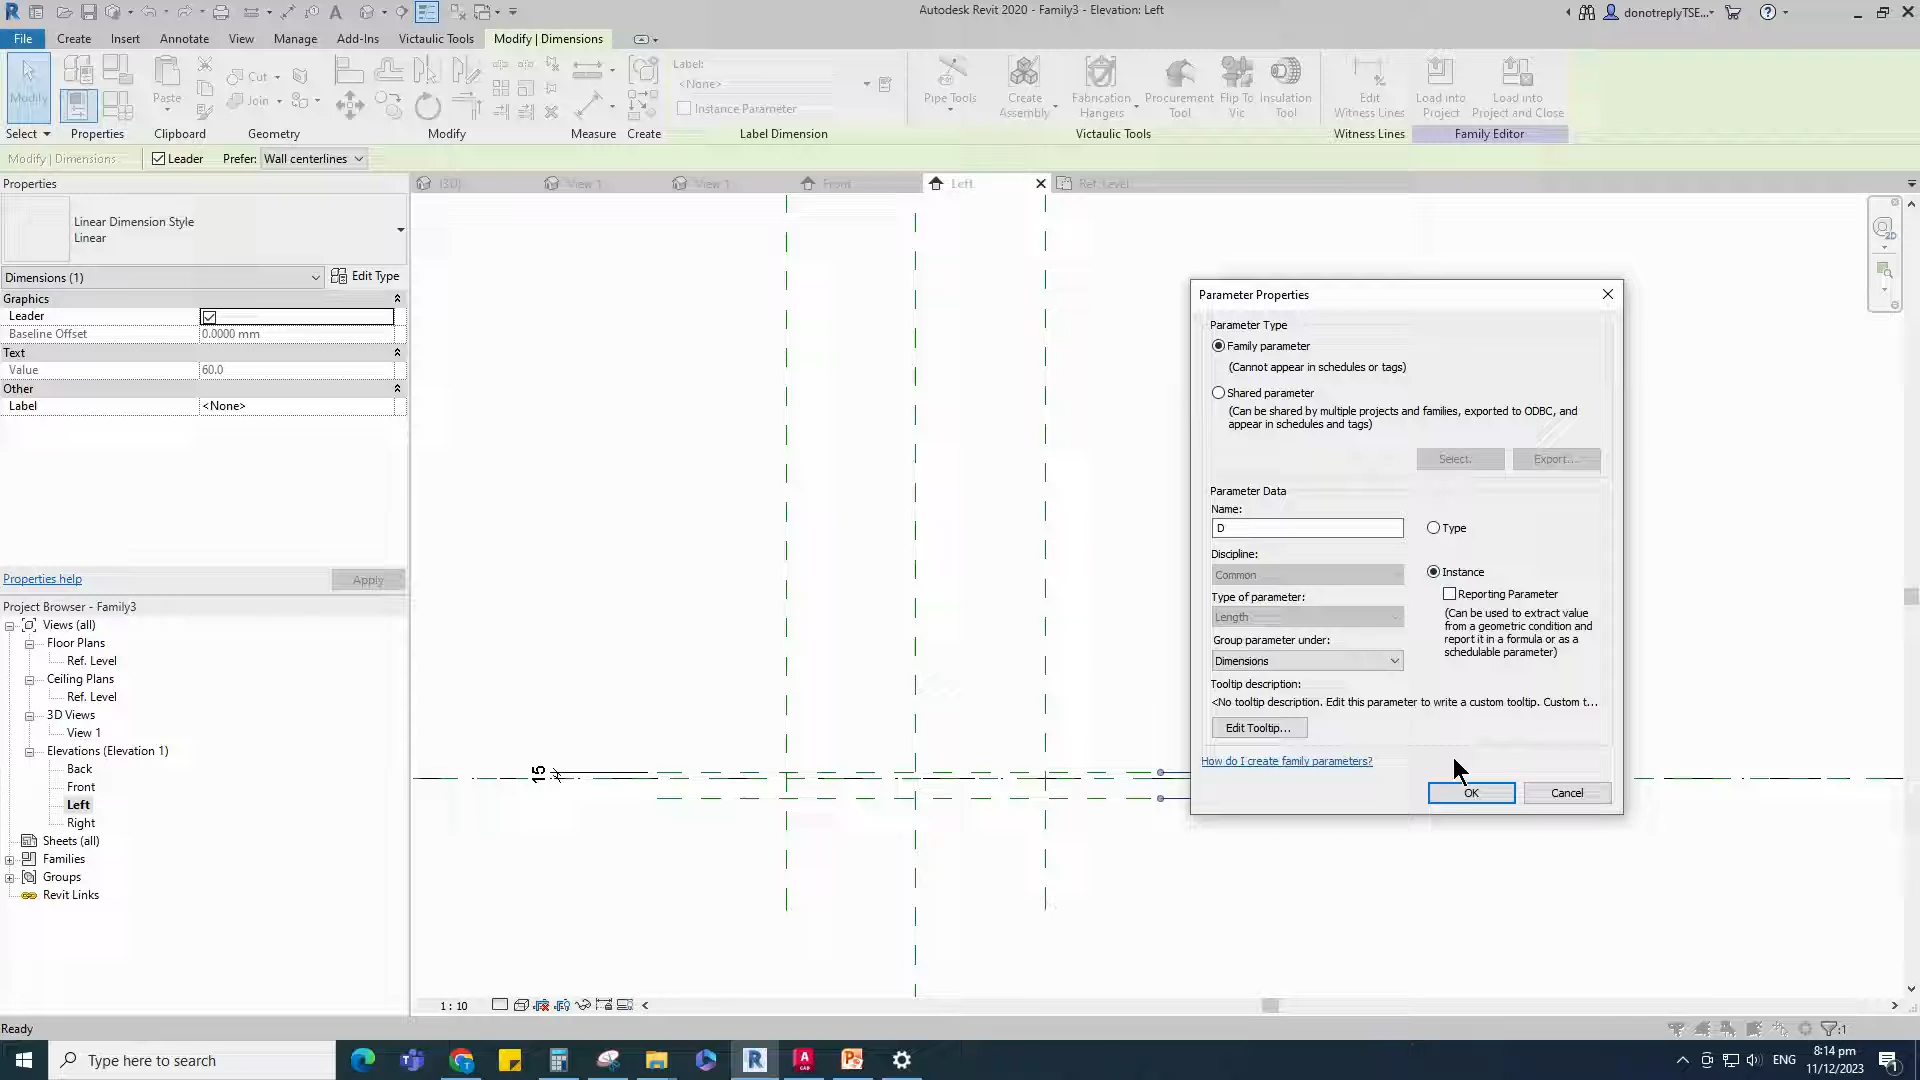 Autodesk Revit 2020 - Family3 - Elevation: Left
donotreplyTSE...
File Create Insert Annotate View Manage Add-Ins Victaulic Tools Modify | Dimensions
Modify
Paste
Cut
Join
Label:
<None>
Instance Parameter
Pipe Tools
Create Assembly
Fabrication Hangers
Procurement Tool
Flip To Vic
Insulation Tool
Edit Witness Lines
Load into Project
Load into Project and Close
Select Properties Clipboard Geometry Modify Measure Create Label Dimension Victaulic Tools Witness Lines Family Editor
Modify | Dimensions Leader Prefer: Wall centerlines
Properties
{3D} View 1 View 1 Front Left Ref. Level
Linear Dimension Style
Linear
Dimensions (1) Edit Type
Graphics
Leader
Baseline Offset 0.0000 mm
Text
Value 60.0
Other
Label <None>
Properties help Apply
Project Browser - Family3
Views (all)
Floor Plans
Ref. Level
Ceiling Plans
Ref. Level
3D Views
View 1
Elevations (Elevation 1)
Back
Front
Left
Right
Sheets (all)
Families
Groups
Revit Links
15
2D
Parameter Properties
Parameter Type
Family parameter
(Cannot appear in schedules or tags)
Shared parameter
(Can be shared by multiple projects and families, exported to ODBC, and
appear in schedules and tags)
Select. Export...
Parameter Data
Name:
D
Type
Discipline:
Common
Instance
Type of parameter:
Reporting Parameter
Length
(Can be used to extract value
from a geometric condition and
report it in a formula or as a
schedulable parameter)
Group parameter under:
Dimensions
Tooltip description:
<No tooltip description. Edit this parameter to write a custom tooltip. Custom t...
Edit Tooltip...
How do I create family parameters?
OK Cancel
1 : 10
Ready
:1
Type here to search
ENG
8:14 pm
11/12/2023